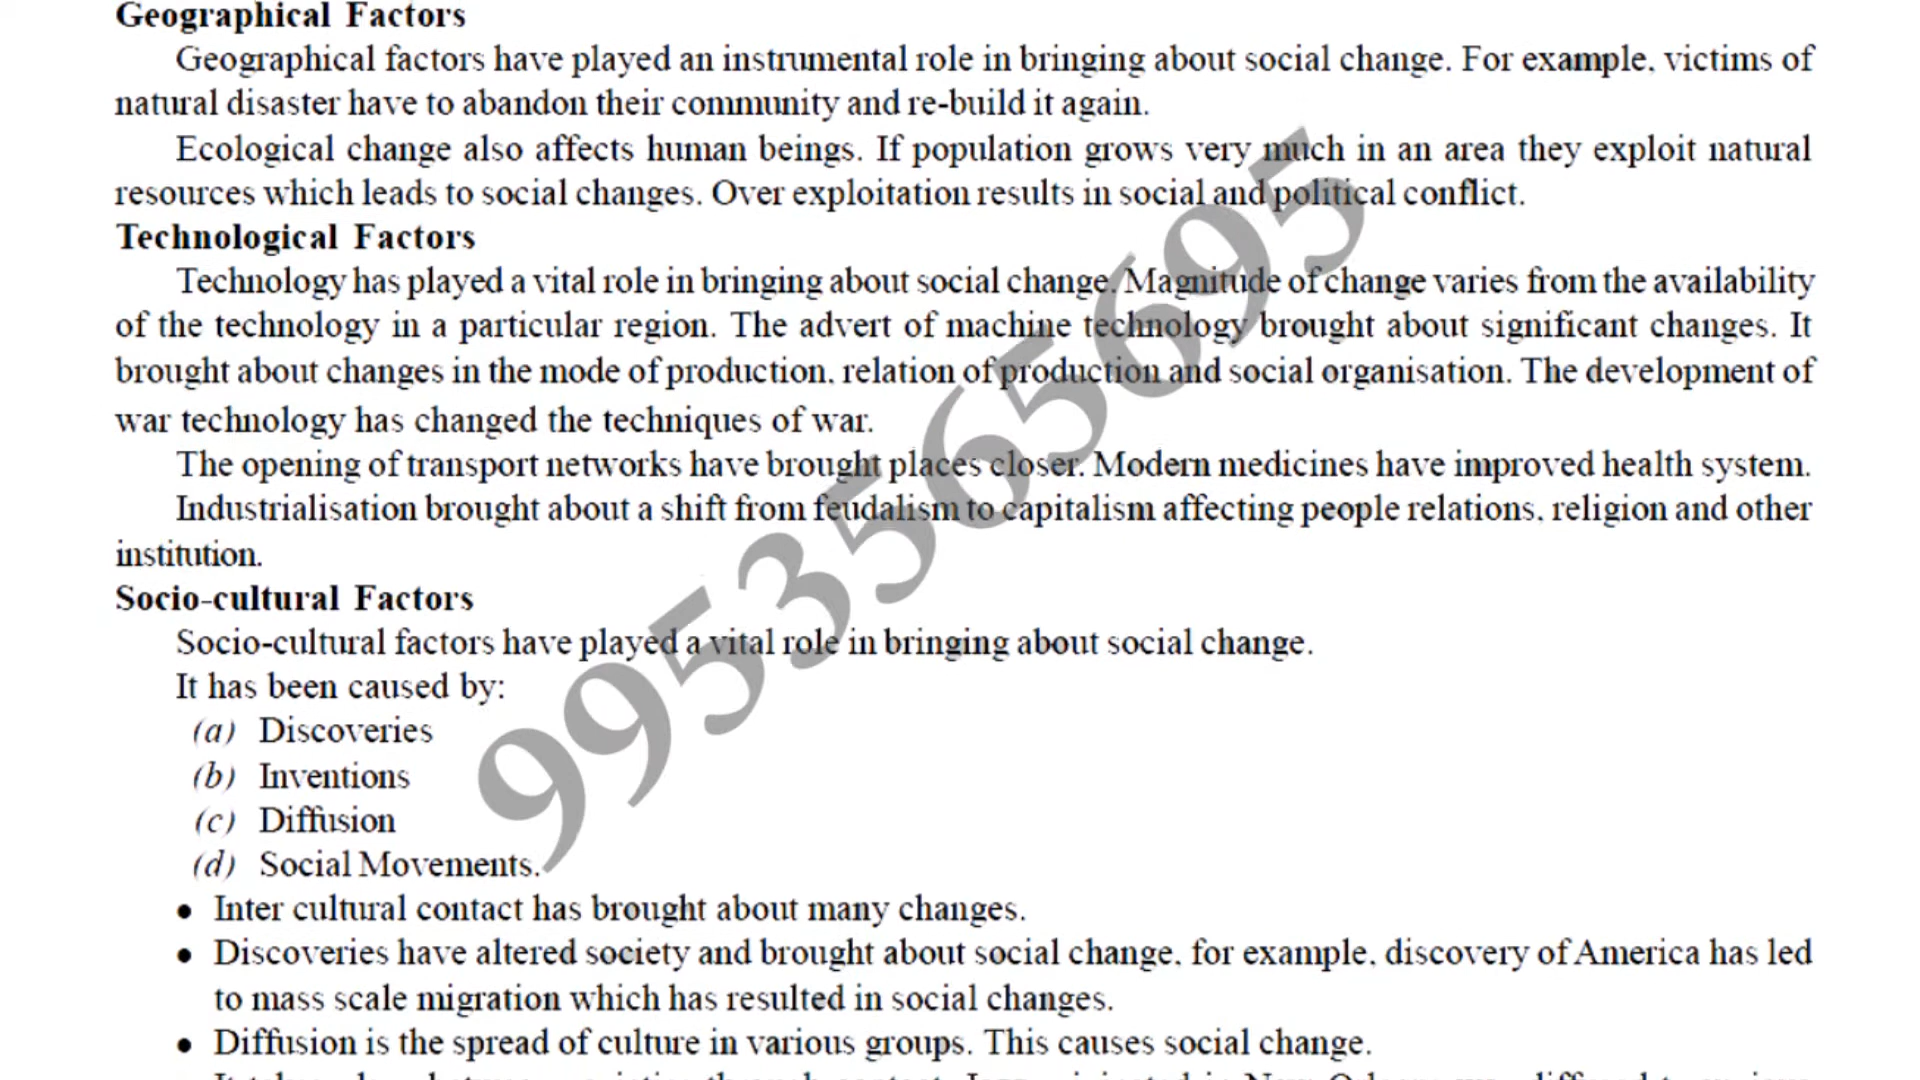 Geographical Factors
Geographical factors have played an instrumental role in bringing about social change. For example, victims of
natural disaster have to abandon their community and re-build it again.
Ecological change also affects human beings. If population grows very much in an area they exploit natural
resources which leads to social changes. Over exploitation results in social and political conflict.
Technological Factors
Technology has played a vital role in bringing about social change. Magnitude of change varies from the availability
of the technology in a particular region. The advert of machine technology brought about significant changes. It
brought about changes in the mode of production, relation of production and social organisation. The development of
war technology has changed the techniques of war.
The opening of transport networks have brought places closer. Modern medicines have improved health system.
Industrialisation brought about a shift from feudalism to capitalism affecting people relations, religion and other
institution.
Socio-cultural Factors
Socio-cultural factors have played a vital role in bringing about social change.
It has been caused by:
(a) Discoveries
(b) Inventions
(c) Diffusion
(d) Social Movements.
• Inter cultural contact has brought about many changes.
• Discoveries have altered society and brought about social change, for example, discovery of America has led
to mass scale migration which has resulted in social changes.
• Diffusion is the spread of culture in various groups. This causes social change.
9953565695